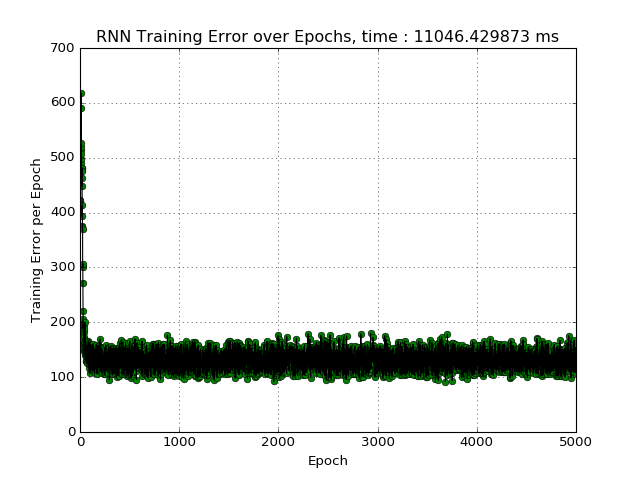 RNN Training Error over Epochs, time : 11046.429873 ms
700
600
500
400
300
200
100
0
Training Error per Epoch
0 1000 2000 3000 4000 5000
Epoch